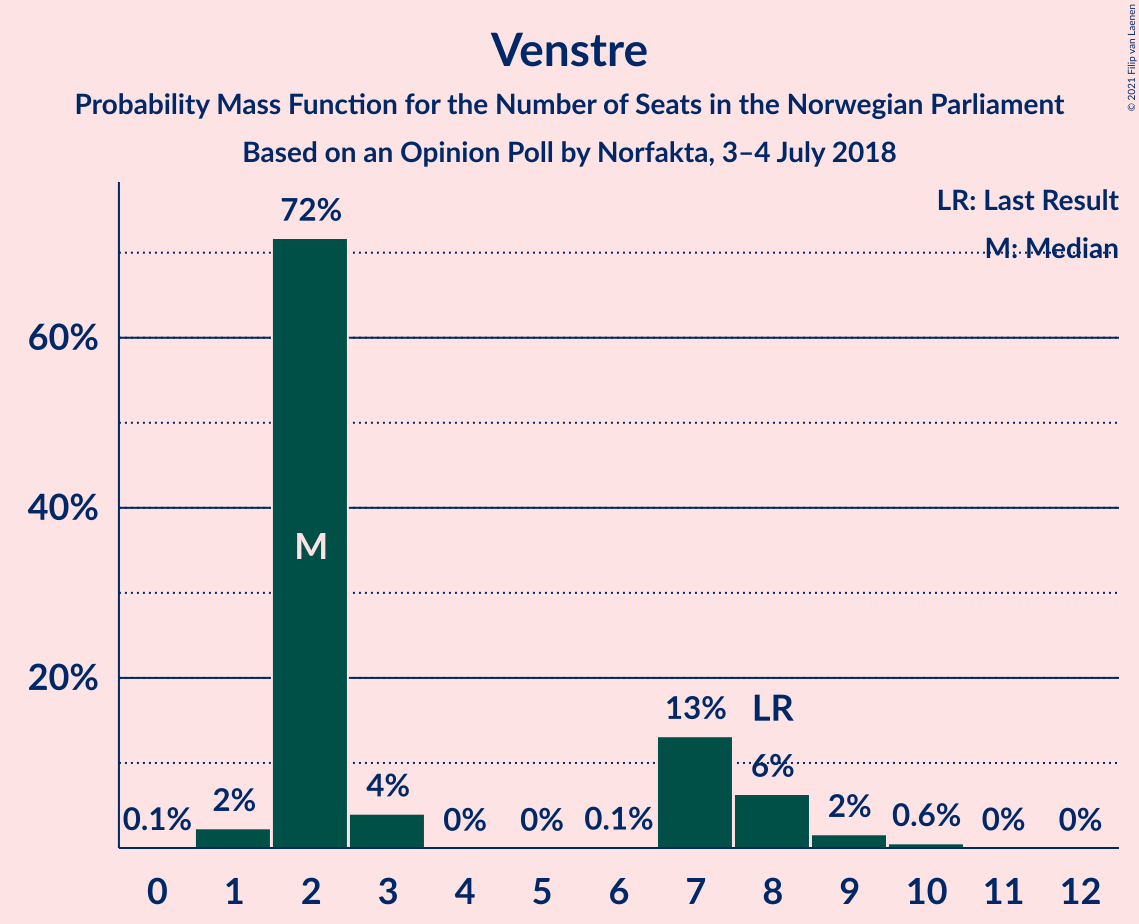 Venstre
Probability Mass Function for the Number of Seats in the Norwegian Parliament
Based on an Opinion Poll by Norfakta, 3–4 July 2018
© 2021 Filip van Laenen
LR: Last Result
M: Median
72%
60%
40%
M
20%
13%
LR
6%
0.1%
2%
4%
0%
0%
0.1%
2%
0.6%
0%
0%
0 1 2 3 4 5 6 7 8 9 10 11 12